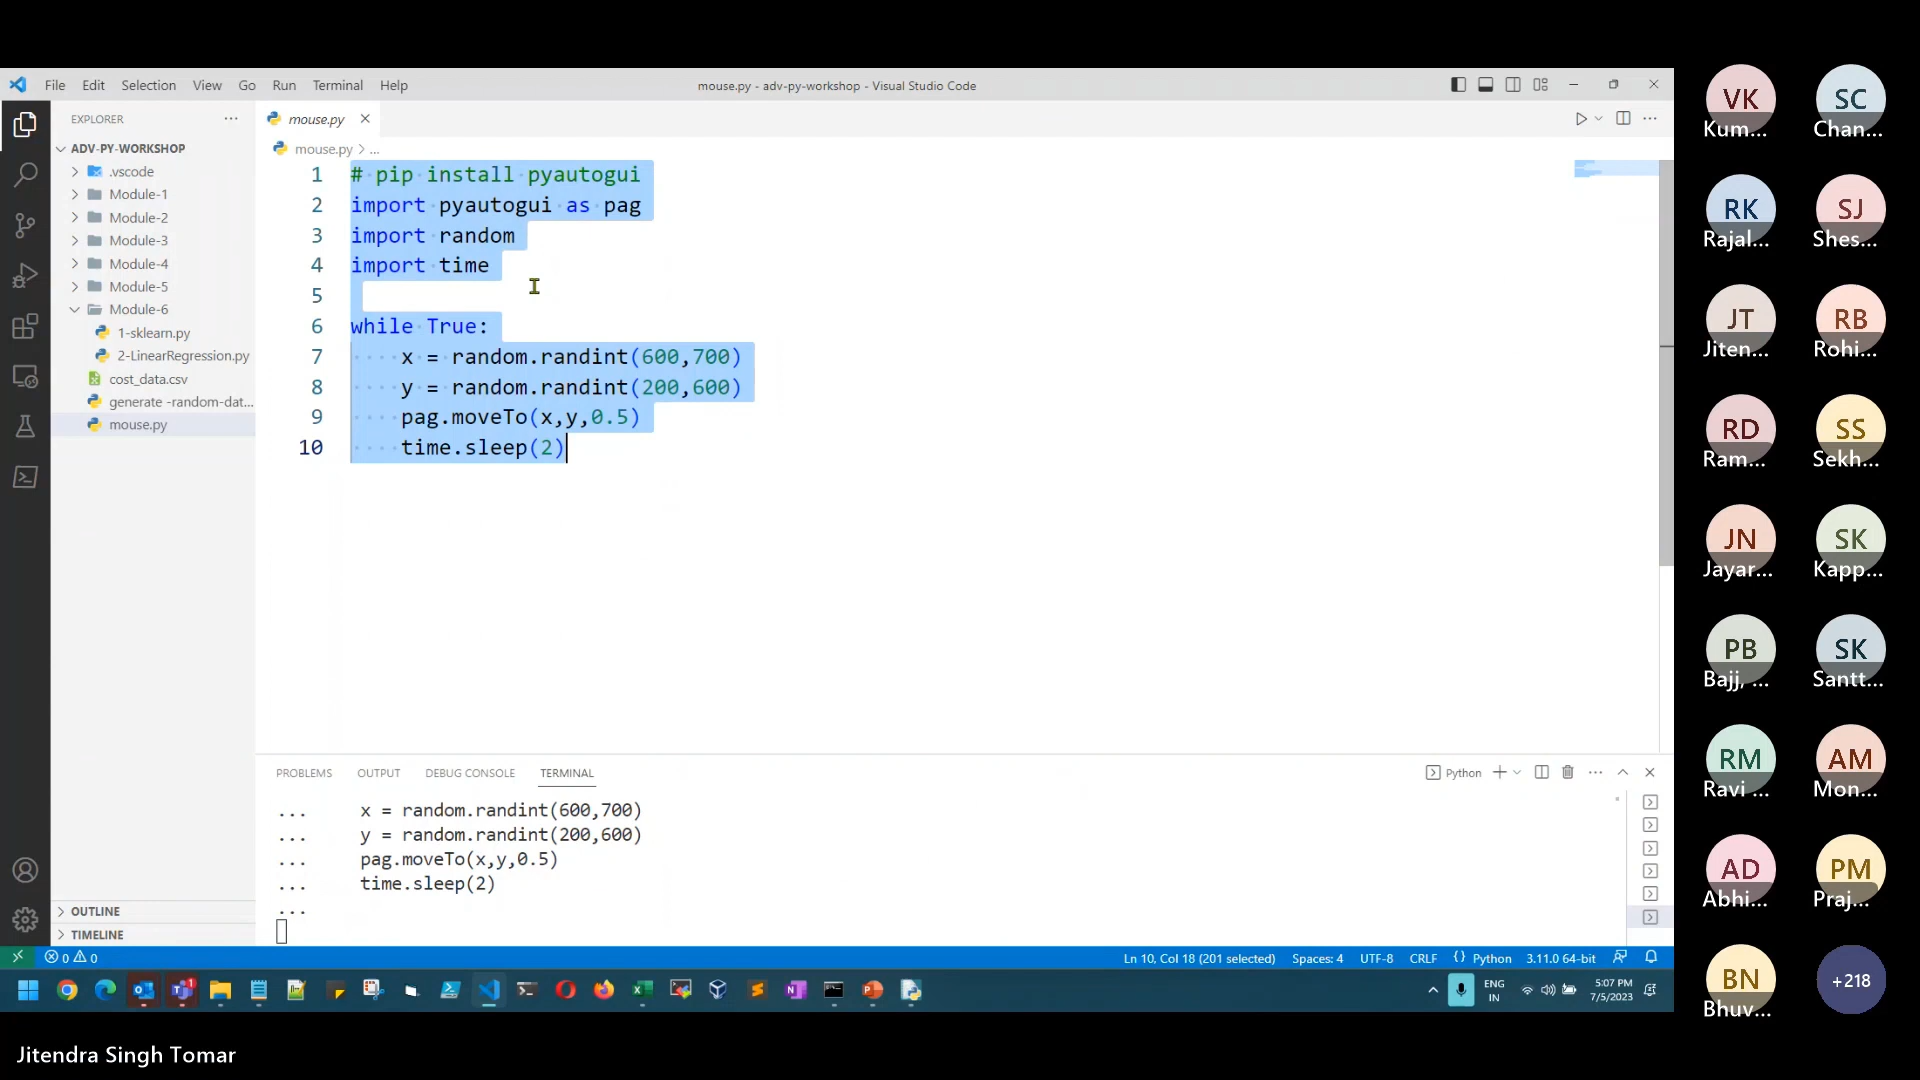 File Edit Selection View Go Run Terminal Help
mouse.py - adv-py-workshop - Visual Studio Code
EXPLORER
ADV-PY-WORKSHOP
.vscode
Module-1
Module-2
Module-3
Module-4
Module-5
Module-6
1-sklearn.py
2-LinearRegression.py
cost_data.csv
generate -random-dat...
mouse.py
OUTLINE
TIMELINE
mouse.py
mouse.py > ...
1 # pip install pyautogui
2 import pyautogui as pag
3 import random
4 import time
5
6 while True:
7 x = random.randint(600,700)
8 y = random.randint(200,600)
9 pag.moveTo(x,y,0.5)
10 time.sleep(2)
PROBLEMS OUTPUT DEBUG CONSOLE TERMINAL
Python
... x = random.randint(600,700)
... y = random.randint(200,600)
... pag.moveTo(x,y,0.5)
... time.sleep(2)
...
0 0
Ln 10, Col 18 (201 selected) Spaces: 4 UTF-8 CRLF {} Python 3.11.0 64-bit
ENG
IN
5:07 PM
7/5/2023
VK
Kum...
SC
Chan...
RK
Rajal...
SJ
Shes...
JT
Jiten...
RB
Rohi...
RD
Ram...
SS
Sekh...
JN
Jayar...
SK
Kapp...
PB
Bajj, ...
SK
Santt...
RM
Ravi ...
AM
Mon...
AD
Abhi...
PM
Praj...
BN
Bhuv...
+218
Jitendra Singh Tomar